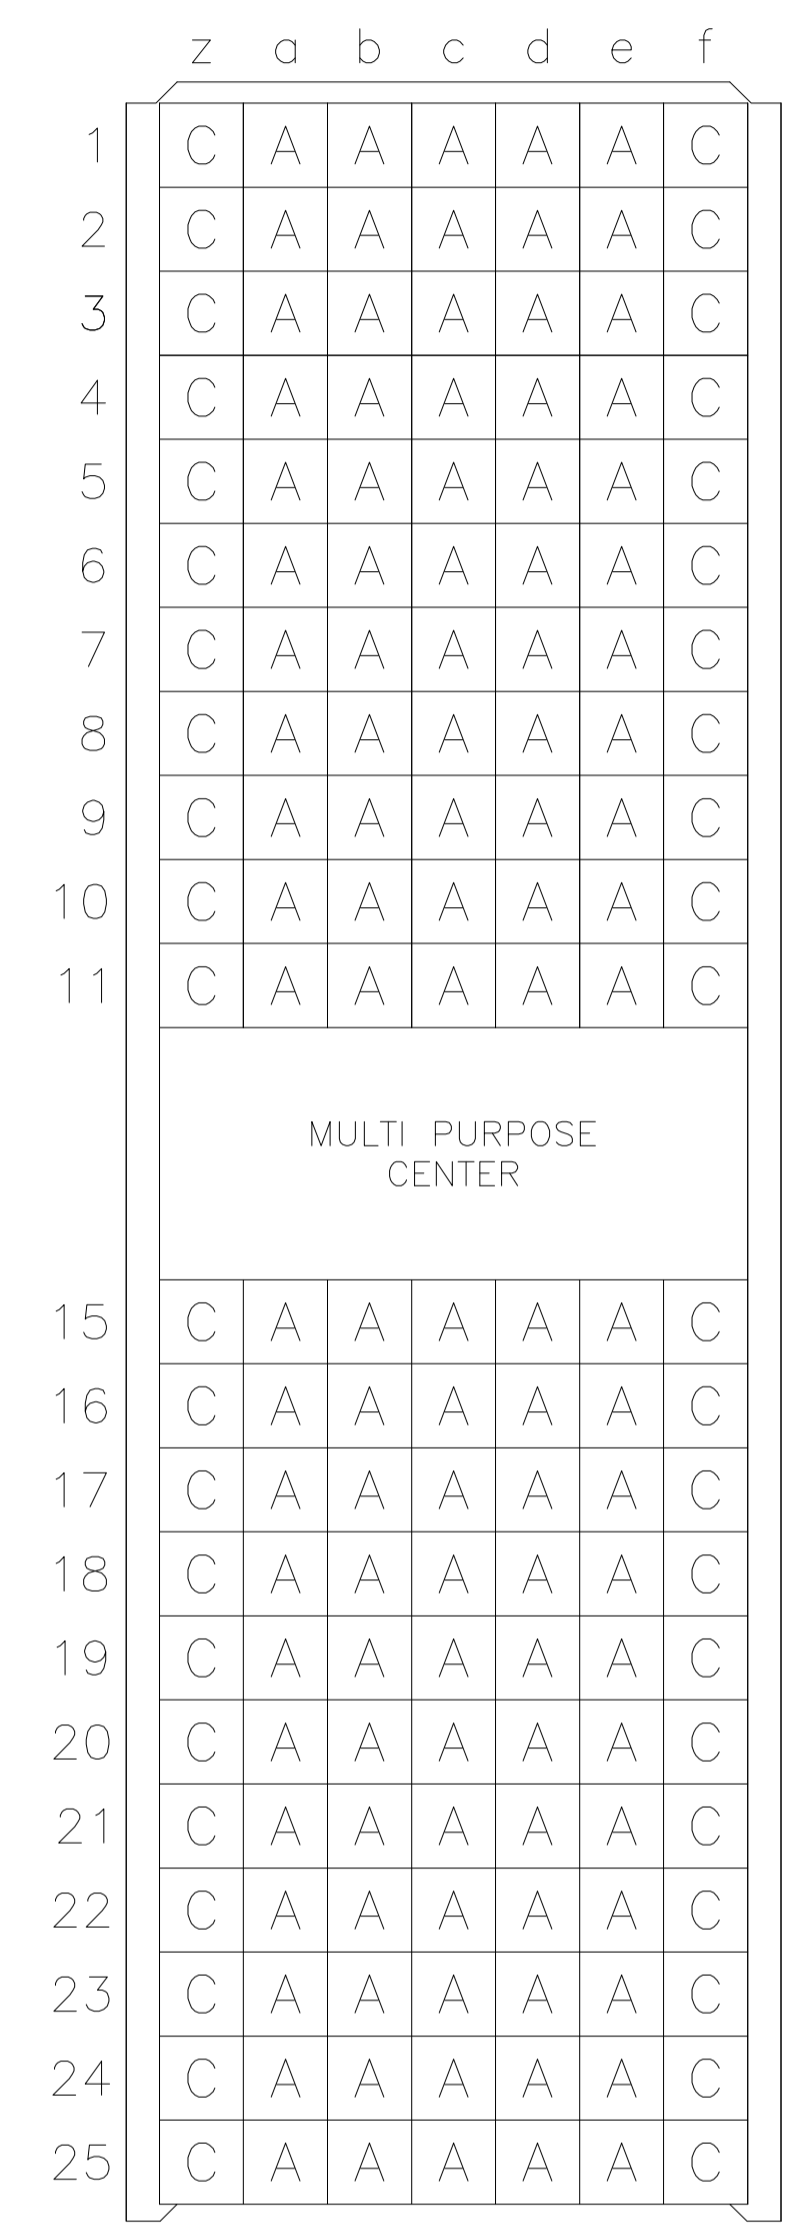 z a b c d e f
1 C A A A A A C
2 C A A A A A C
3 C A A A A A C
4 C A A A A A C
5 C A A A A A C
6 C A A A A A C
7 C A A A A A C
8 C A A A A A C
9 C A A A A A C
10 C A A A A A C
11 C A A A A A C
MULTI PURPOSE
CENTER
15 C A A A A A C
16 C A A A A A C
17 C A A A A A C
18 C A A A A A C
19 C A A A A A C
20 C A A A A A C
21 C A A A A A C
22 C A A A A A C
23 C A A A A A C
24 C A A A A A C
25 C A A A A A C